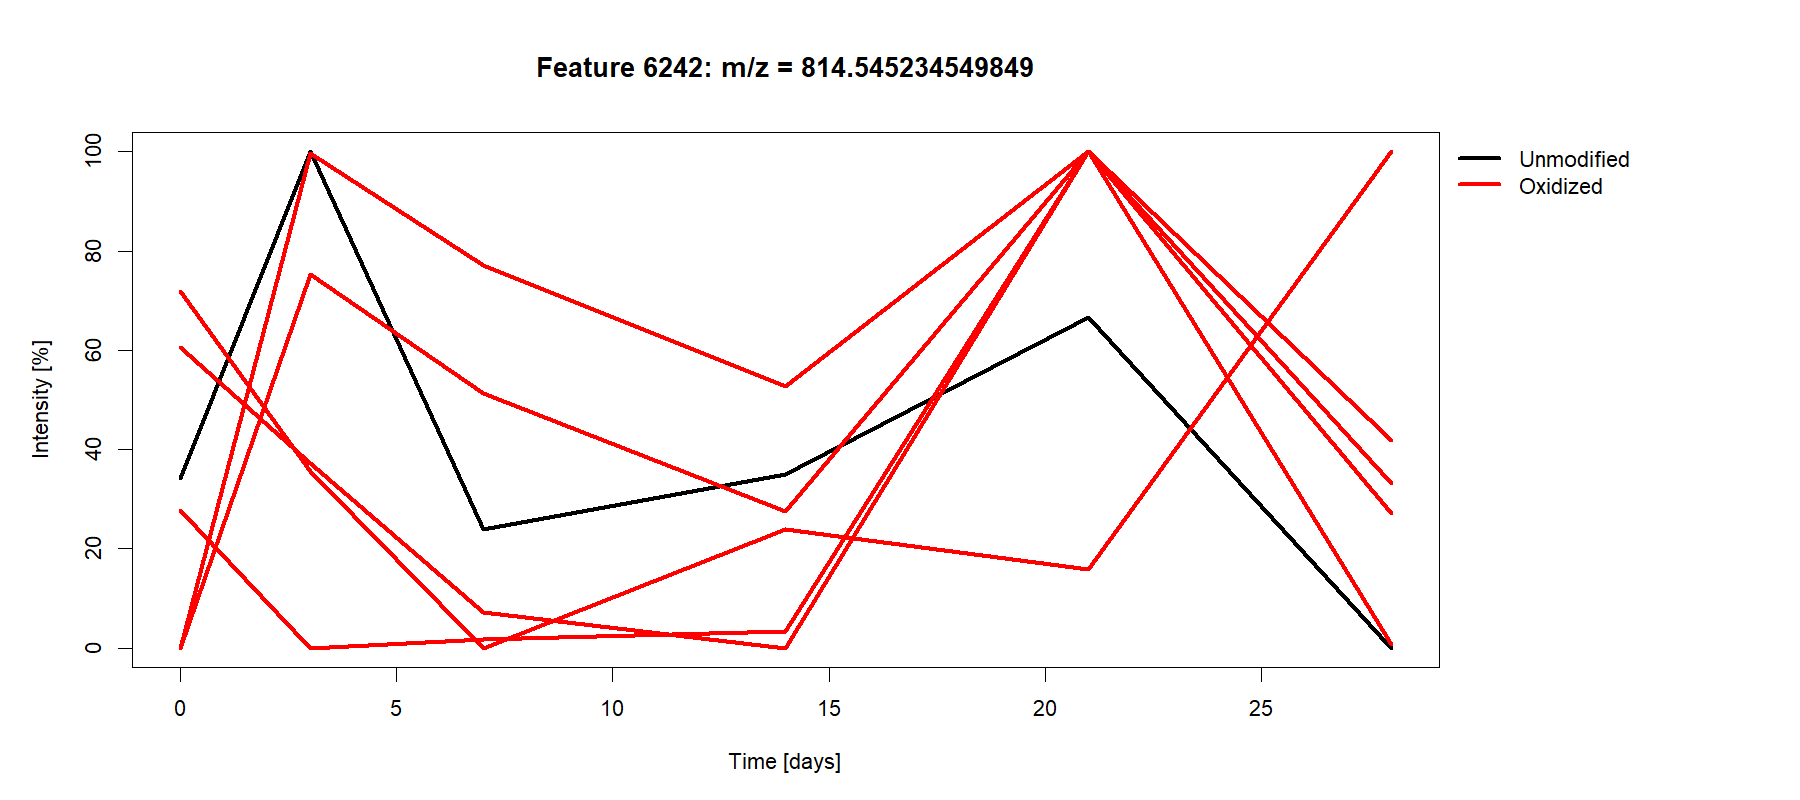 Feature 6242: m/z = 814.545234549849
Unmodified
Oxidized
Intensity [%]
100
80
60
40
20
0
0 5 10 15 20 25
Time [days]